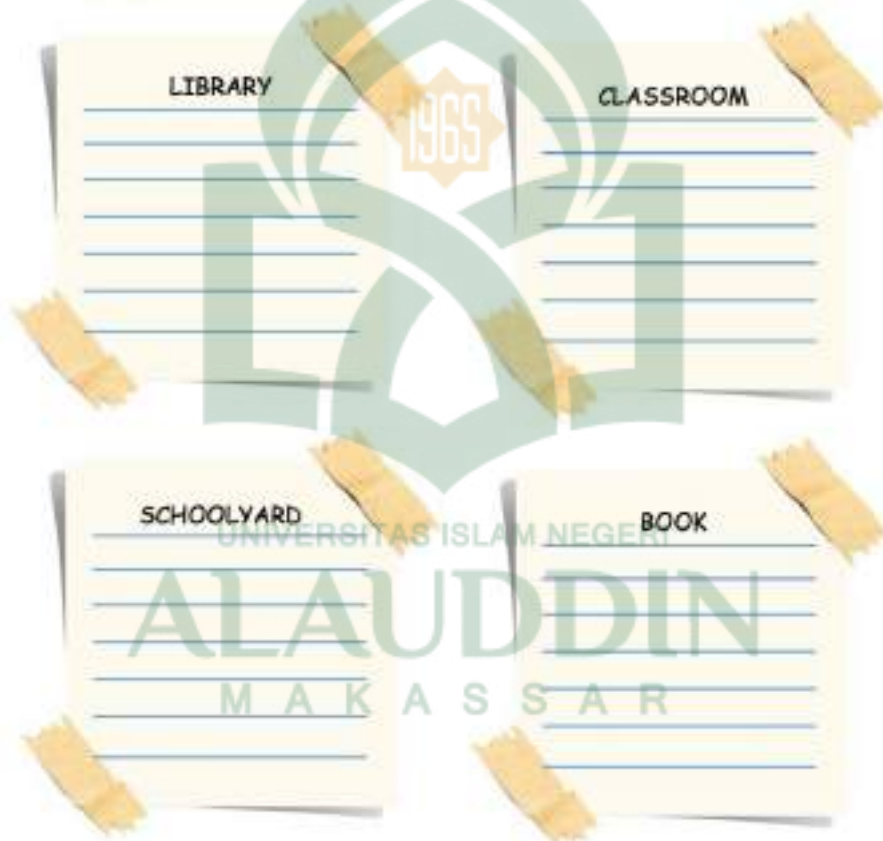 LIBRARY
CLASSROOM
1965
SCHOOLYARD
BOOK
UNIVERSITAS ISLAM NEGERI
ALAUDDIN
MAKASSAR